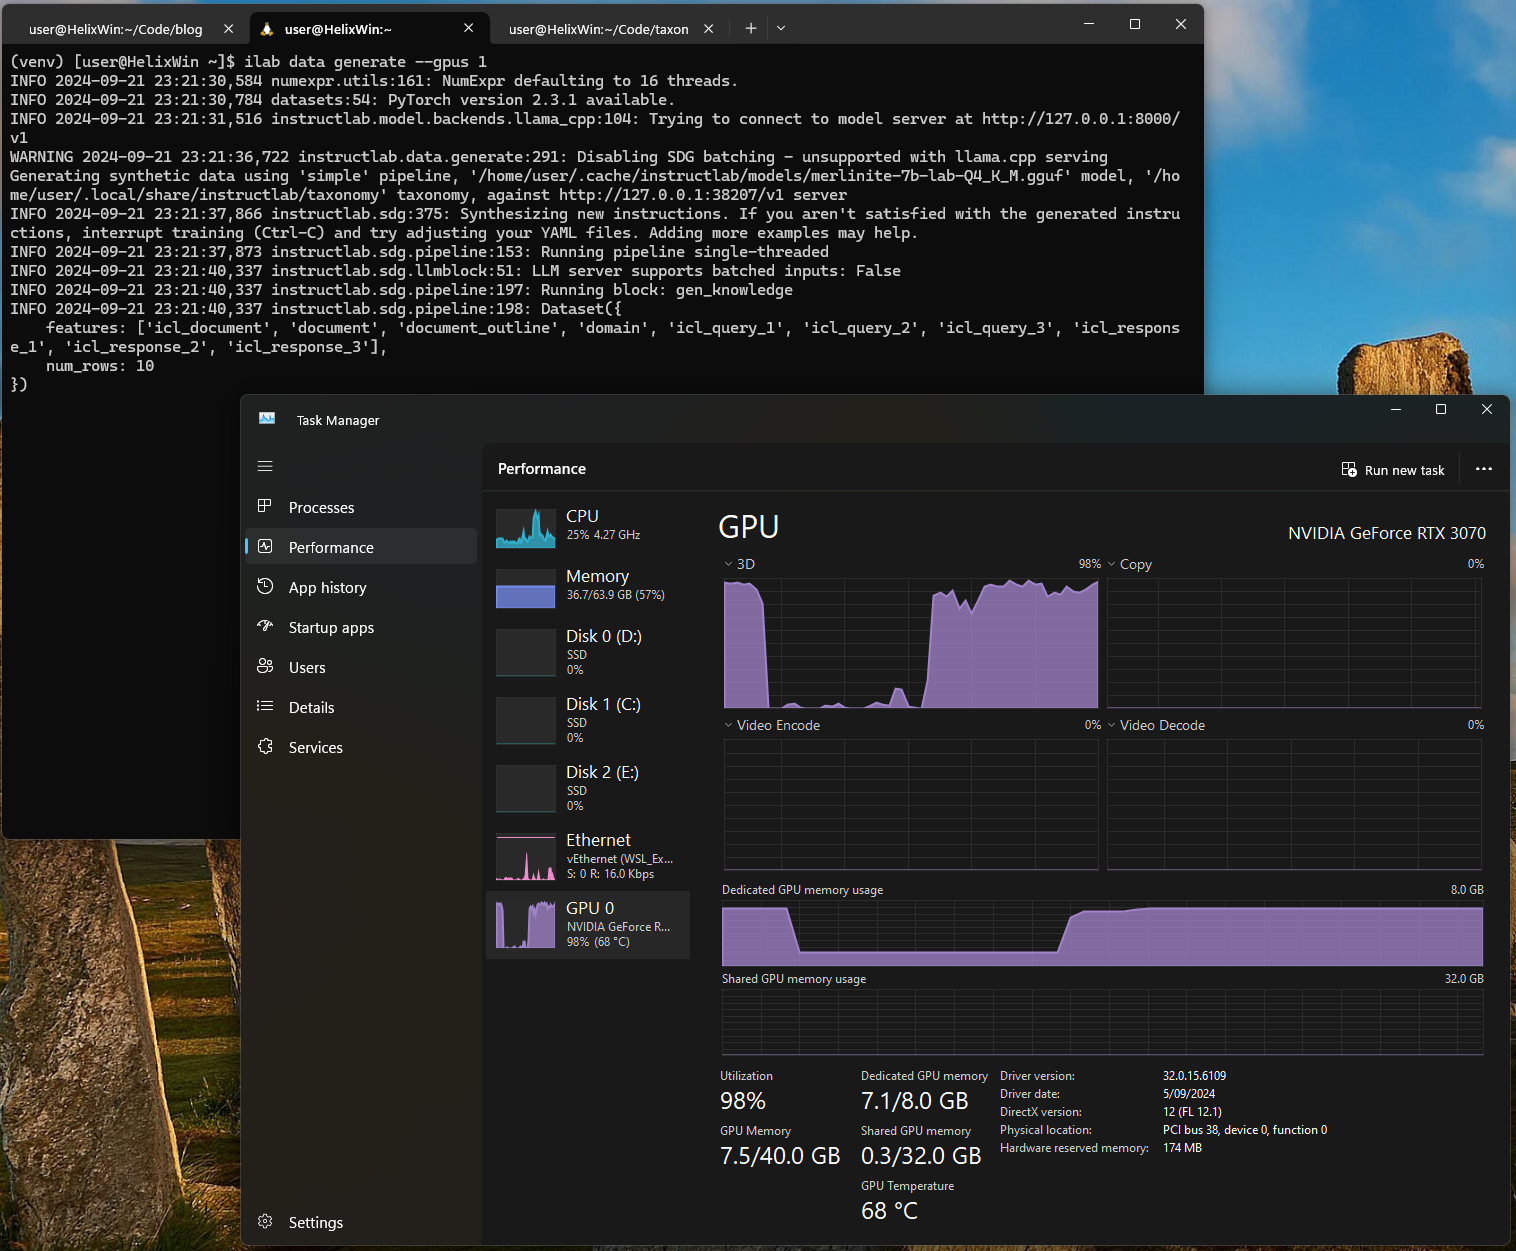 user@HelixWin:~/Code/blog
user@HelixWin:~
user@HelixWin:~/Code/taxon
(venv) [user@HelixWin ~]$ ilab data generate --gpus 1
INFO 2024-09-21 23:21:30,584 numexpr.utils:161: NumExpr defaulting to 16 threads.
INFO 2024-09-21 23:21:30,784 datasets:54: PyTorch version 2.3.1 available.
INFO 2024-09-21 23:21:31,516 instructlab.model.backends.llama_cpp:104: Trying to connect to model server at http://127.0.0.1:8000/
v1
WARNING 2024-09-21 23:21:36,722 instructlab.data.generate:291: Disabling SDG batching - unsupported with llama.cpp serving
Generating synthetic data using 'simple' pipeline, '/home/user/.cache/instructlab/models/merlinite-7b-lab-Q4_K_M.gguf' model, '/ho
me/user/.local/share/instructlab/taxonomy' taxonomy, against http://127.0.0.1:38207/v1 server
INFO 2024-09-21 23:21:37,866 instructlab.sdg:375: Synthesizing new instructions. If you aren't satisfied with the generated instru
ctions, interrupt training (Ctrl-C) and try adjusting your YAML files. Adding more examples may help.
INFO 2024-09-21 23:21:37,873 instructlab.sdg.pipeline:153: Running pipeline single-threaded
INFO 2024-09-21 23:21:40,337 instructlab.sdg.llmblock:51: LLM server supports batched inputs: False
INFO 2024-09-21 23:21:40,337 instructlab.sdg.pipeline:197: Running block: gen_knowledge
INFO 2024-09-21 23:21:40,337 instructlab.sdg.pipeline:198: Dataset({
features: ['icl_document', 'document', 'document_outline', 'domain', 'icl_query_1', 'icl_query_2', 'icl_query_3', 'icl_respons
e_1', 'icl_response_2', 'icl_response_3'],
num_rows: 10
})
Task Manager
Processes
Performance
App history
Startup apps
Users
Details
Services
Settings
Performance
Run new task
CPU
25% 4.27 GHz
Memory
36.7/63.9 GB (57%)
Disk 0 (D:)
SSD
0%
Disk 1 (C:)
SSD
0%
Disk 2 (E:)
SSD
0%
Ethernet
vEthernet (WSL_Ex...
S: 0 R: 16.0 Kbps
GPU 0
NVIDIA GeForce R...
98% (68 °C)
GPU
NVIDIA GeForce RTX 3070
3D 98%
Copy 0%
Video Encode 0%
Video Decode 0%
Dedicated GPU memory usage 8.0 GB
Shared GPU memory usage 32.0 GB
Utilization
98%
Dedicated GPU memory
7.1/8.0 GB
GPU Memory
7.5/40.0 GB
Shared GPU memory
0.3/32.0 GB
GPU Temperature
68 °C
Driver version: 32.0.15.6109
Driver date: 5/09/2024
DirectX version: 12 (FL 12.1)
Physical location: PCI bus 38, device 0, function 0
Hardware reserved memory: 174 MB